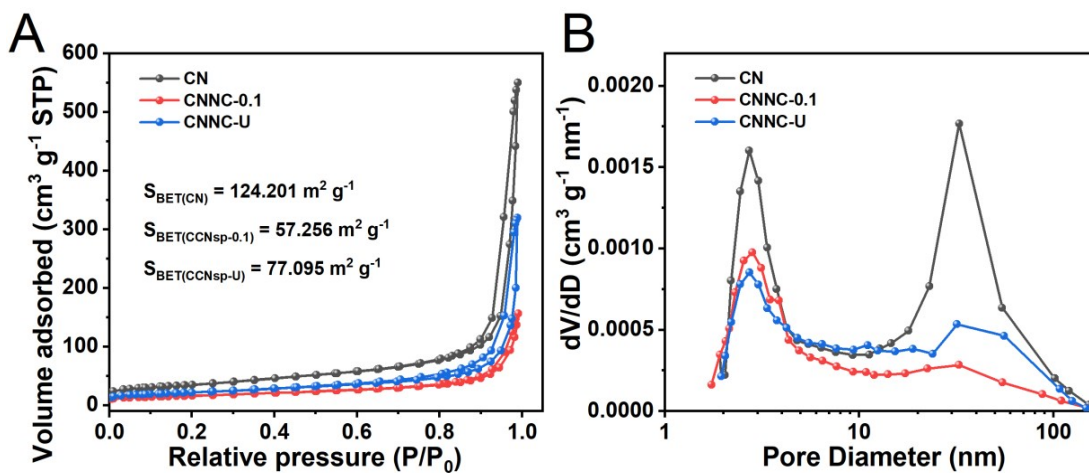 A
Volume adsorbed (cm³ g⁻¹ STP)
600
500
400
300
200
100
0
CN
CNNC-0.1
CNNC-U
S_BET(CN) = 124.201 m² g⁻¹
S_BET(CCNsp-0.1) = 57.256 m² g⁻¹
S_BET(CCNsp-U) = 77.095 m² g⁻¹
0.0 0.2 0.4 0.6 0.8 1.0
Relative pressure (P/P₀)
B
dV/dD (cm³ g⁻¹ nm⁻¹)
0.0020
0.0015
0.0010
0.0005
0.0000
CN
CNNC-0.1
CNNC-U
1 10 100
Pore Diameter (nm)